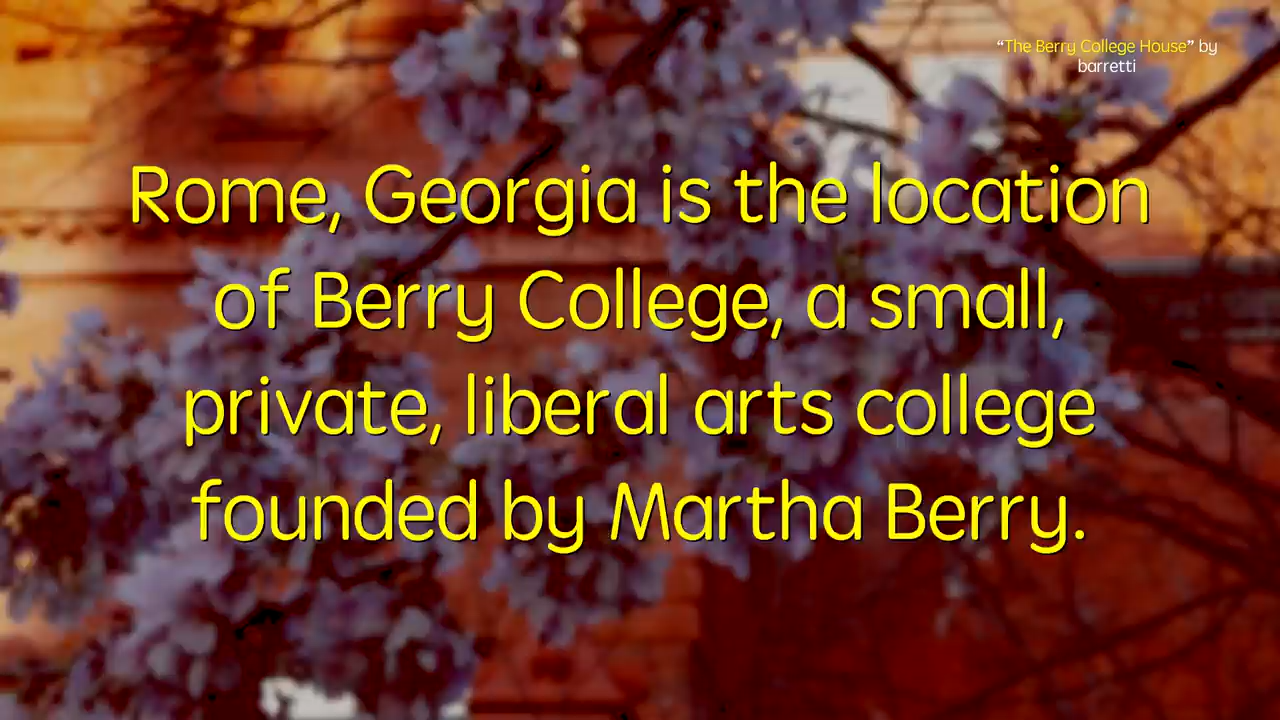 “The Berry College House” by
barretti
Rome, Georgia is the location
of Berry College, a small,
private, liberal arts college
founded by Martha Berry.